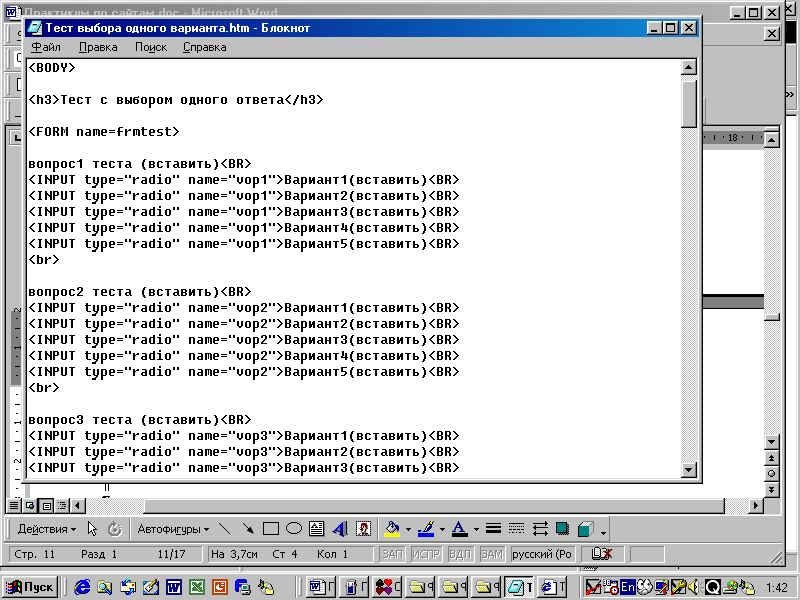 Практикум по сайтам.doc - Microsoft Word
Тест выбора одного варианта.htm - Блокнот
Файл Правка Поиск Справка
<BODY>
<h3>Тест с выбором одного ответа</h3>
<FORM name=frmtest>
вопрос1 теста (вставить)<BR>
<INPUT type="radio" name="vop1">Вариант1(вставить)<BR>
<INPUT type="radio" name="vop1">Вариант2(вставить)<BR>
<INPUT type="radio" name="vop1">Вариант3(вставить)<BR>
<INPUT type="radio" name="vop1">Вариант4(вставить)<BR>
<INPUT type="radio" name="vop1">Вариант5(вставить)<BR>
<br>
вопрос2 теста (вставить)<BR>
<INPUT type="radio" name="vop2">Вариант1(вставить)<BR>
<INPUT type="radio" name="vop2">Вариант2(вставить)<BR>
<INPUT type="radio" name="vop2">Вариант3(вставить)<BR>
<INPUT type="radio" name="vop2">Вариант4(вставить)<BR>
<INPUT type="radio" name="vop2">Вариант5(вставить)<BR>
<br>
вопрос3 теста (вставить)<BR>
<INPUT type="radio" name="vop3">Вариант1(вставить)<BR>
<INPUT type="radio" name="vop3">Вариант2(вставить)<BR>
<INPUT type="radio" name="vop3">Вариант3(вставить)<BR>
18
Действия Автофигуры
Стр. 11 Разд 1 11/17 На 3,7см Ст 4 Кол 1 ЗАП ИСПР ВДЛ ЗАМ русский (Ро
Пуск En 1:42